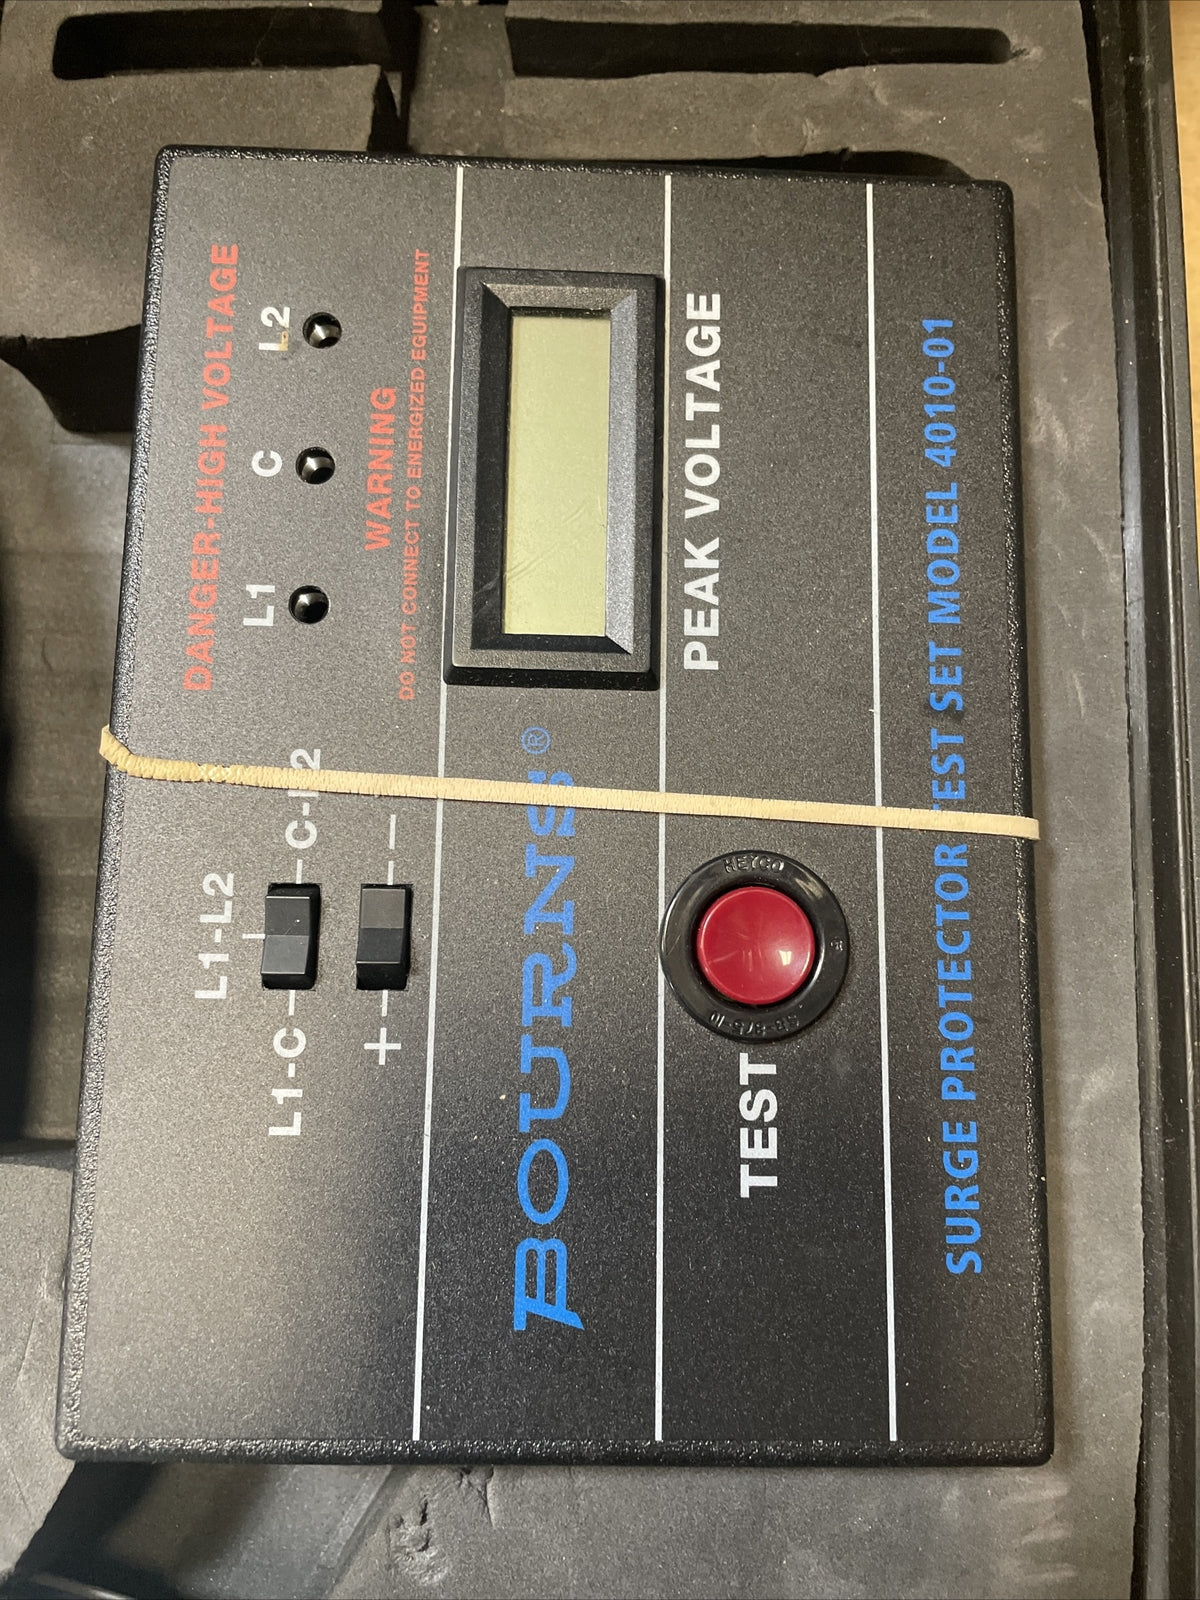 DANGER-HIGH VOLTAGE
L1-L2
L1 C L2
L1-C C-L2
WARNING
+ −
DO NOT CONNECT TO ENERGIZED EQUIPMENT
BOURNS®
PEAK VOLTAGE
TEST
HEYCO
SURGE PROTECTOR TEST SET MODEL 4010-01